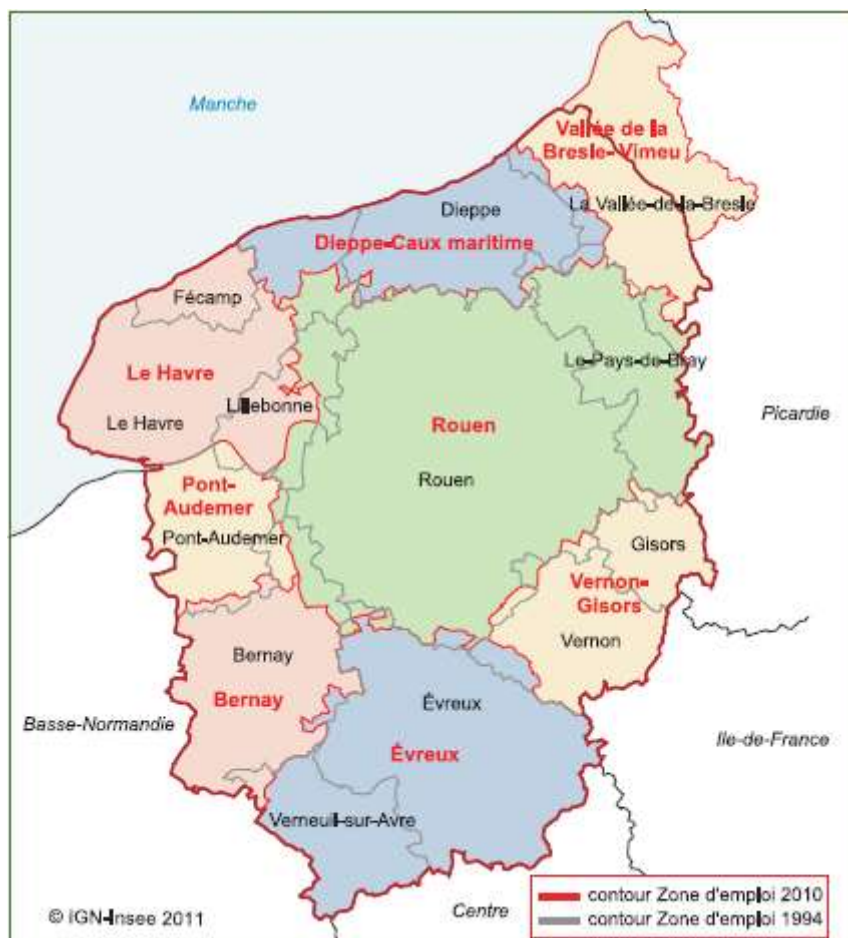 Manche
Vallée de la
Bresle-Vimeu
La Vallée-de-la-Bresle
Dieppe
Dieppe-Caux maritime
Fécamp
Le Pays-de-Bray
Le Havre
Lillebonne
Le Havre
Rouen
Picardie
Rouen
Pont-
Audemer
Pont-Audemer
Gisors
Vernon-
Gisors
Vernon
Bernay
Bernay
Évreux
Basse-Normandie
Ile-de-France
Évreux
Verneuil-sur-Avre
Centre
contour Zone d'emploi 2010
contour Zone d'emploi 1994
© IGN-Insee 2011